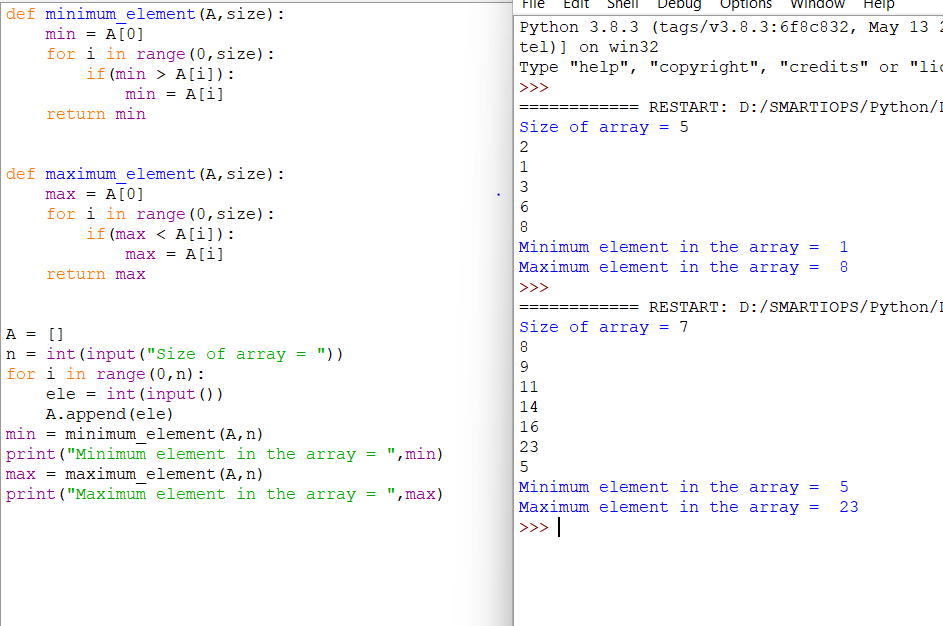 def minimum_element(A,size):
    min = A[0]
    for i in range(0,size):
        if(min > A[i]):
            min = A[i]
    return min
def maximum_element(A,size):
    max = A[0]
    for i in range(0,size):
        if(max < A[i]):
            max = A[i]
    return max
A = []
n = int(input("Size of array = "))
for i in range(0,n):
    ele = int(input())
    A.append(ele)
min = minimum_element(A,n)
print("Minimum element in the array = ",min)
max = maximum_element(A,n)
print("Maximum element in the array = ",max)
File Edit Shell Debug Options Window Help
Python 3.8.3 (tags/v3.8.3:6f8c832, May 13
tel)] on win32
Type "help", "copyright", "credits" or
>>>
============ RESTART: D:/SMARTIOPS/Python/
Size of array = 5
2
1
3
6
8
Minimum element in the array =  1
Maximum element in the array =  8
>>>
============ RESTART: D:/SMARTIOPS/Python/
Size of array = 7
8
9
11
14
16
23
5
Minimum element in the array =  5
Maximum element in the array =  23
>>>